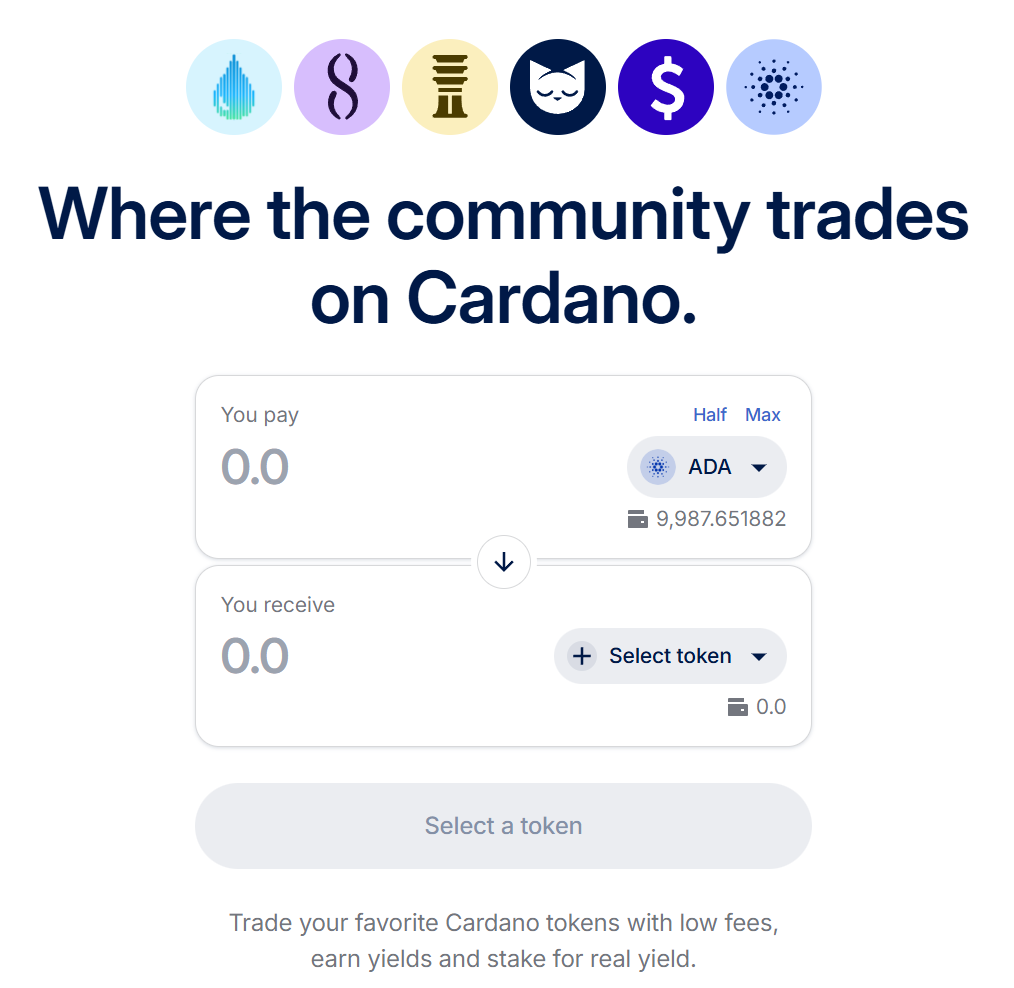 Where the community trades
on Cardano.
You pay
Half Max
0.0
ADA
9,987.651882
You receive
0.0
Select token
0.0
Select a token
Trade your favorite Cardano tokens with low fees,
earn yields and stake for real yield.